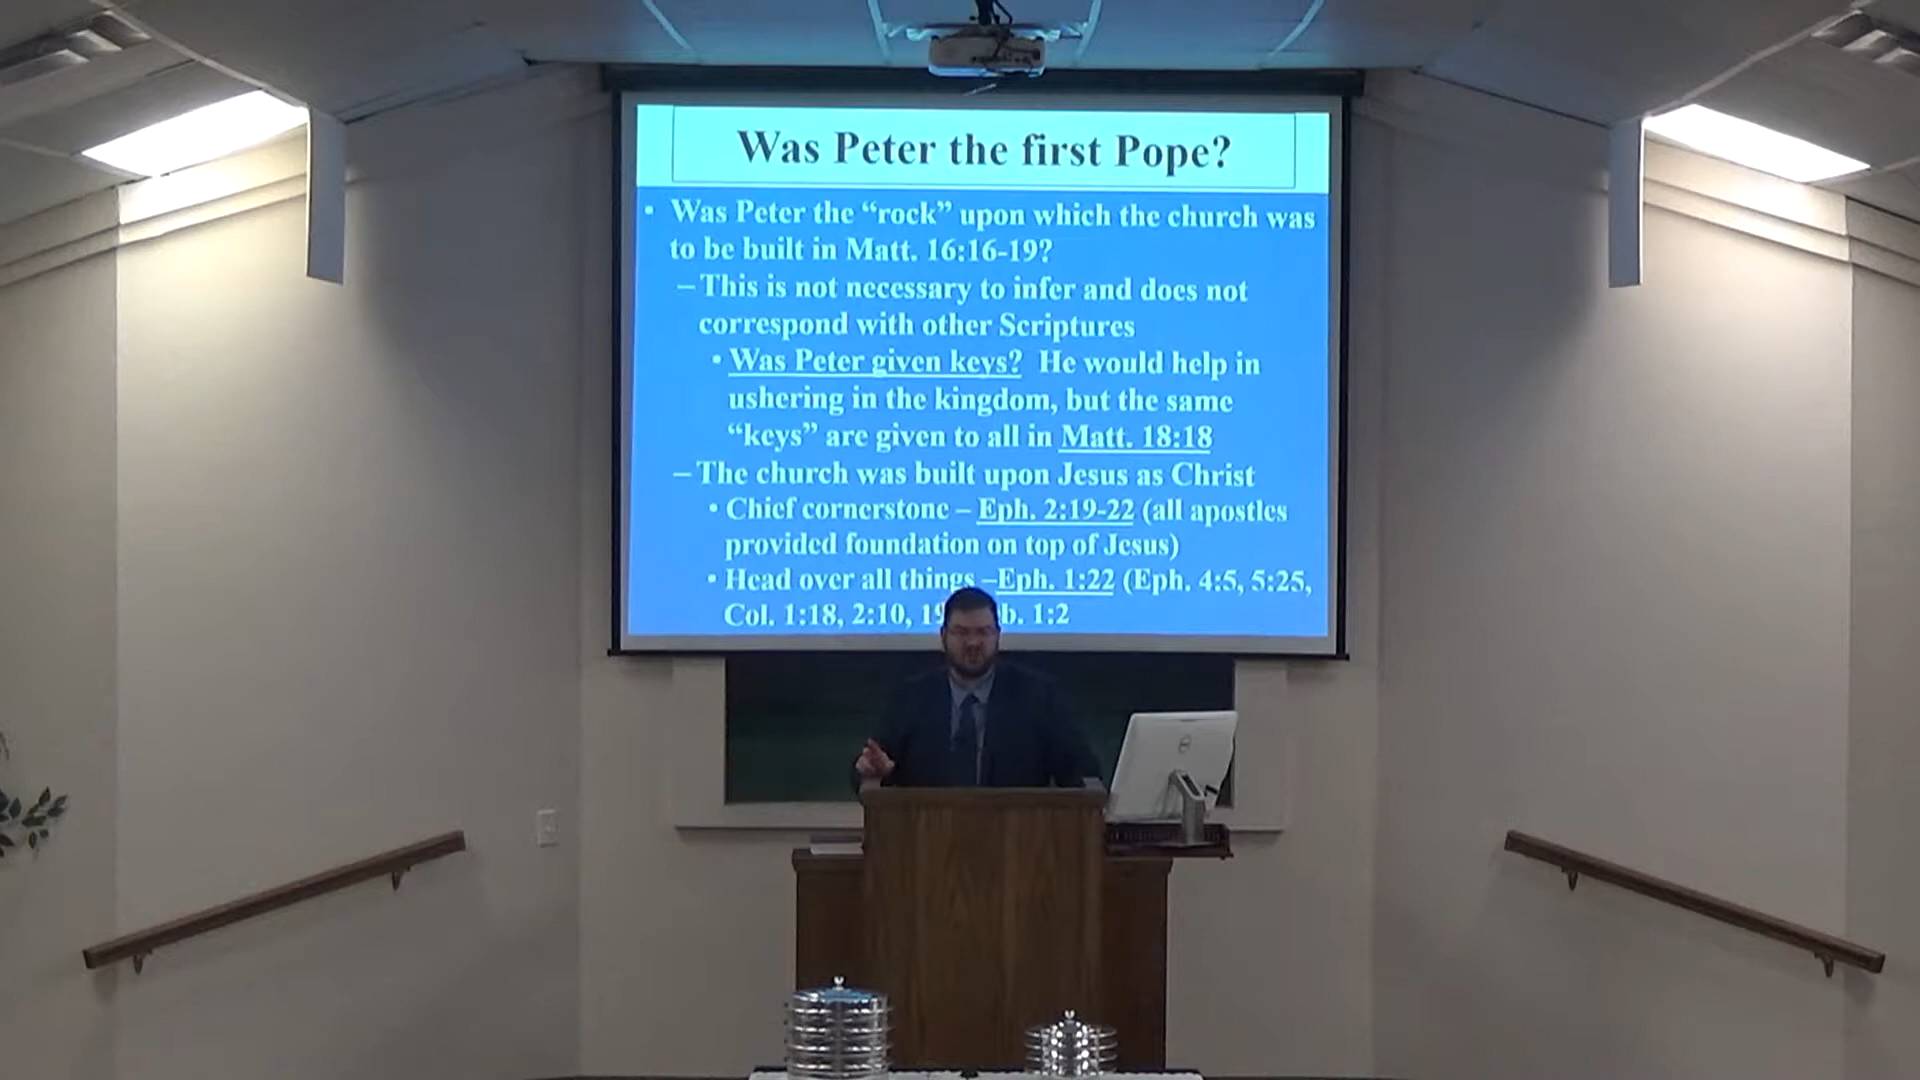 Was Peter the first Pope?
• Was Peter the “rock” upon which the church was
to be built in Matt. 16:16-19?
– This is not necessary to infer and does not
correspond with other Scriptures
• Was Peter given keys? He would help in
ushering in the kingdom, but the same
“keys” are given to all in Matt. 18:18
– The church was built upon Jesus as Christ
• Chief cornerstone – Eph. 2:19-22 (all apostles
provided foundation on top of Jesus)
• Head over all things –Eph. 1:22 (Eph. 4:5, 5:25,
Col. 1:18, 2:10, 1:2